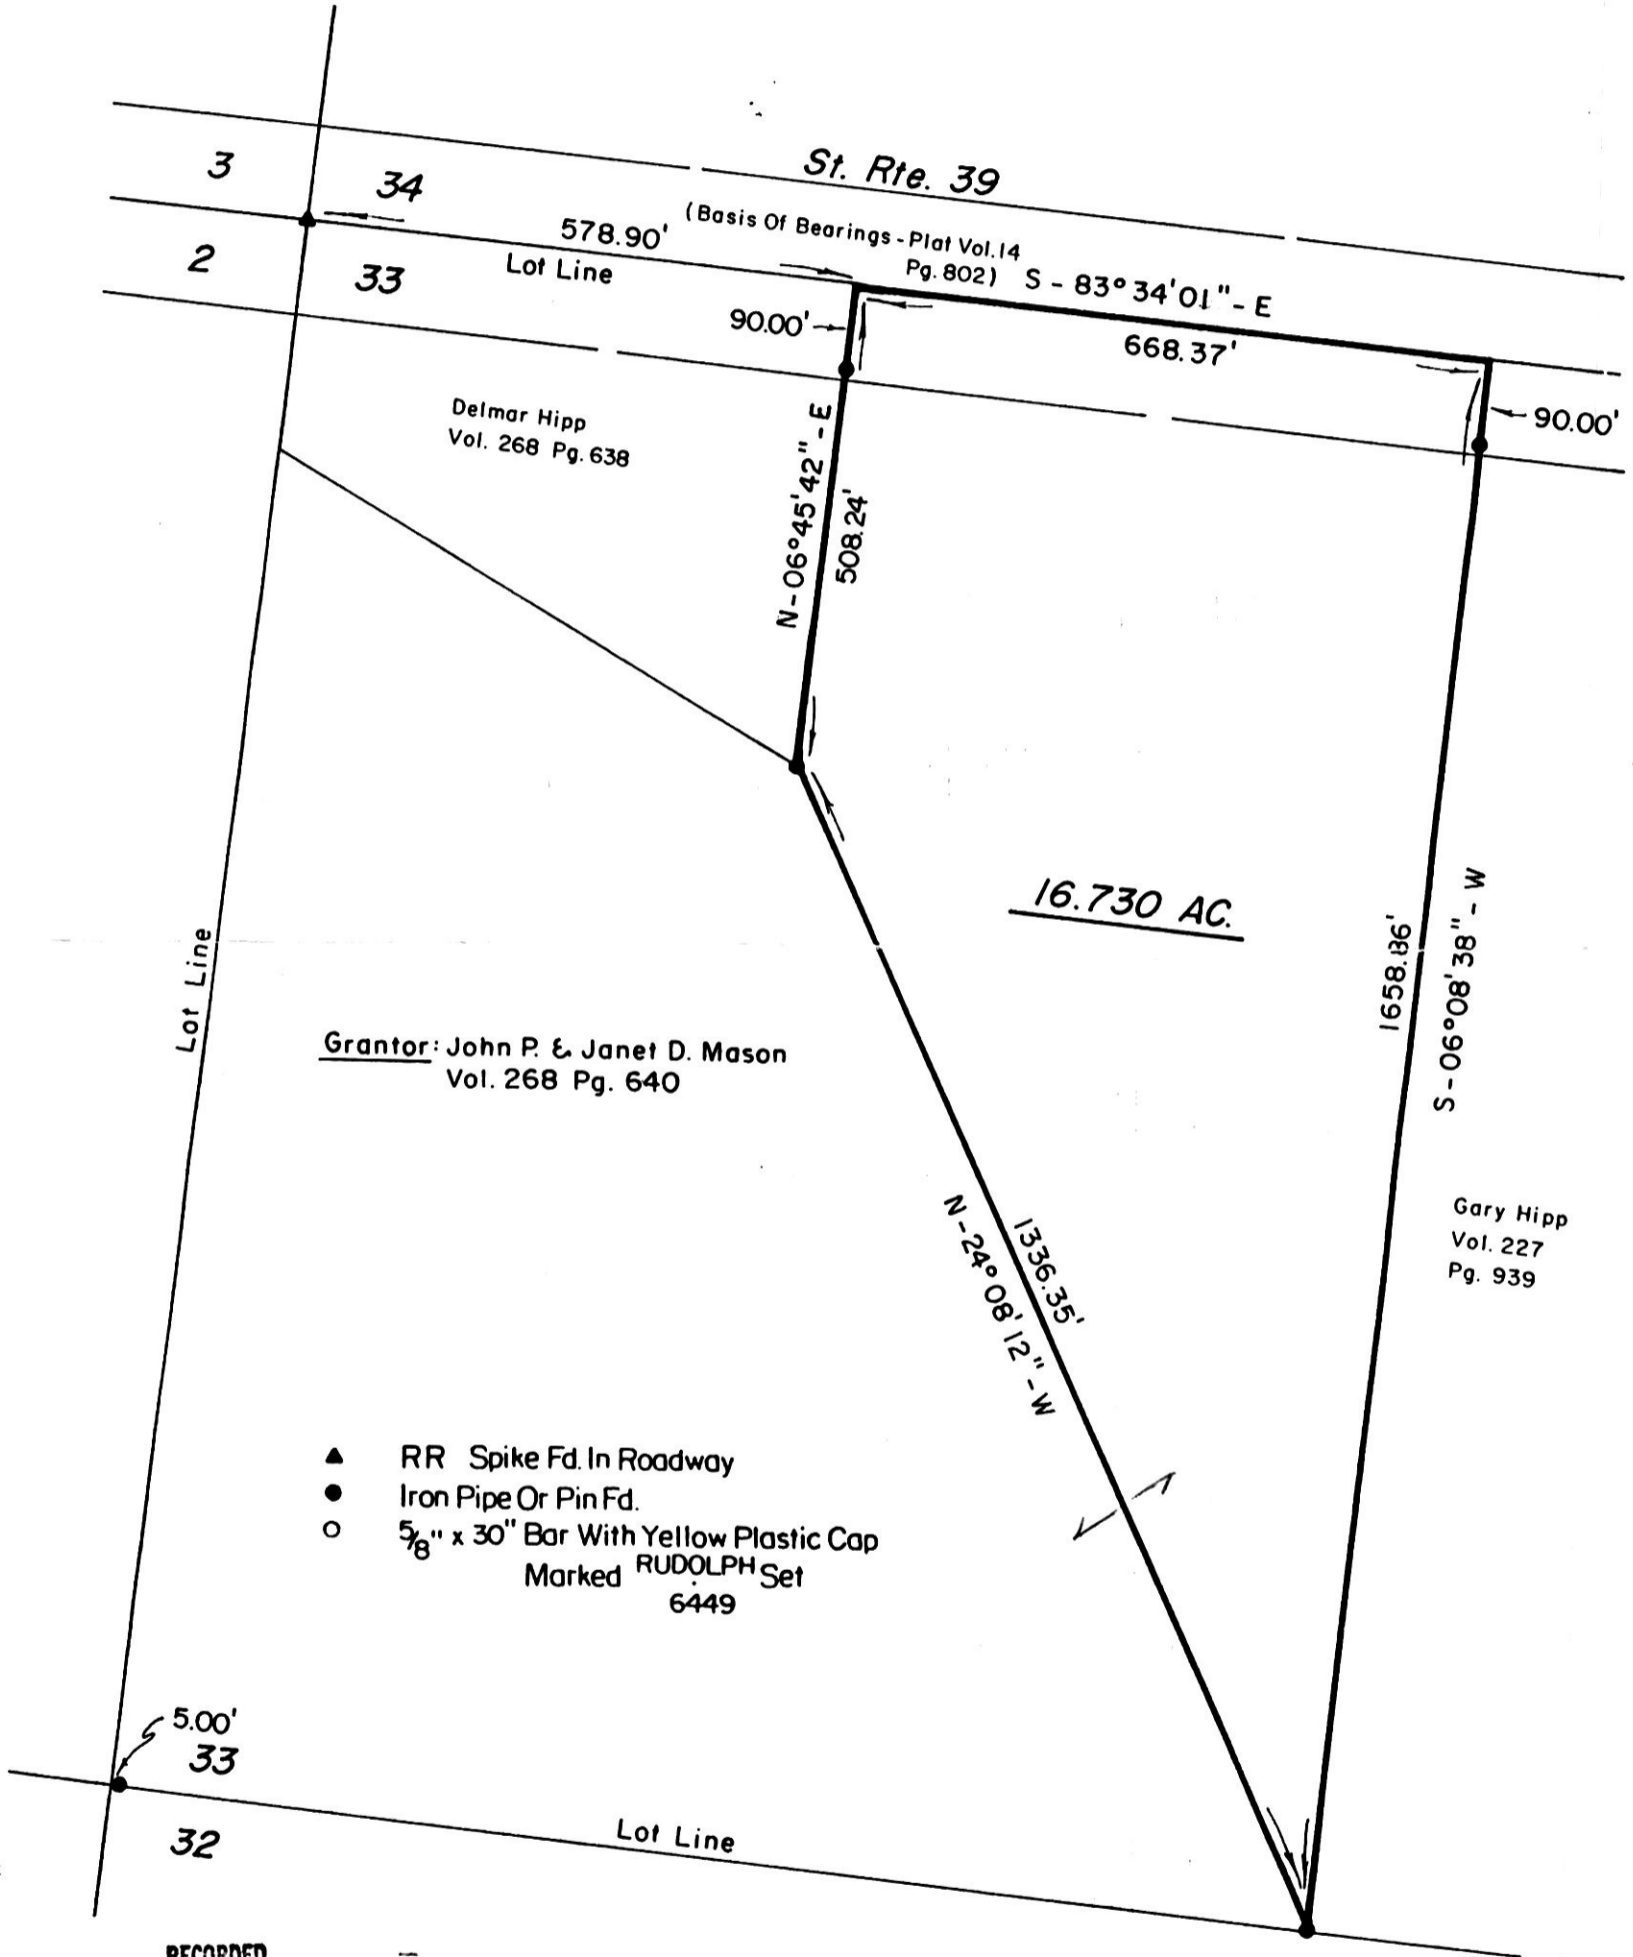 3
34
St. Rte. 39
(Basis Of Bearings - Plat Vol. 14
Pg. 802)
S - 83° 34' 01" - E
578.90'
Lot Line
2
33
90.00'
668.37'
90.00'
Delmar Hipp
Vol. 268 Pg. 638
N - 06° 45' 42" - E
508.24'
16.730 AC.
Lot Line
S - 06° 08' 38" - W
Grantor: John P. & Janet D. Mason
Vol. 268 Pg. 640
1336.35'
N - 24° 08' 12" - W
Gary Hipp
Vol. 227
Pg. 939
RR Spike Fd. In Roadway
Iron Pipe Or Pin Fd.
5/8" x 30" Bar With Yellow Plastic Cap
Marked RUDOLPH Set
6449
5.00'
33
32
Lot Line
RECORDED